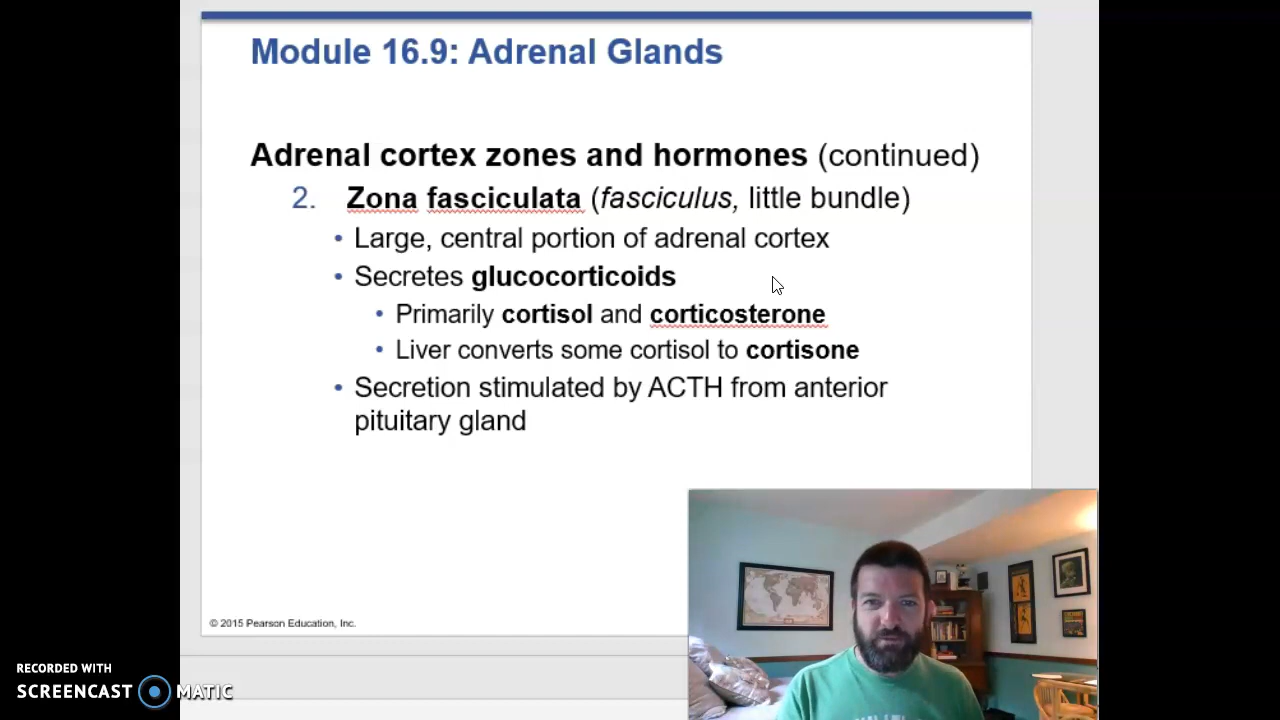 Module 16.9: Adrenal Glands
Adrenal cortex zones and hormones (continued)
2. Zona fasciculata (fasciculus, little bundle)
• Large, central portion of adrenal cortex
• Secretes glucocorticoids
• Primarily cortisol and corticosterone
• Liver converts some cortisol to cortisone
• Secretion stimulated by ACTH from anterior
pituitary gland
© 2015 Pearson Education, Inc.
RECORDED WITH
SCREENCAST MATIC